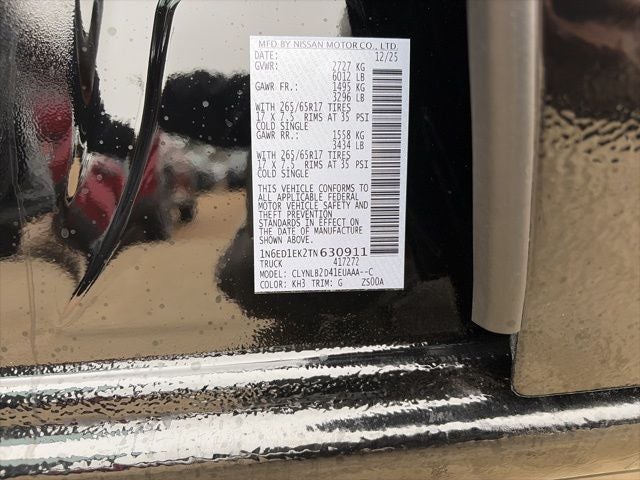 MFD BY NISSAN MOTOR CO., LTD.
DATE: 12/25
GVWR: 2727 KG
6012 LB
GAWR FR.: 1495 KG
3296 LB
WITH 265/65R17 TIRES
17 X 7.5 RIMS AT 35 PSI
COLD SINGLE
GAWR RR.: 1558 KG
3434 LB
WITH 265/65R17 TIRES
17 X 7.5 RIMS AT 35 PSI
COLD SINGLE
THIS VEHICLE CONFORMS TO
ALL APPLICABLE FEDERAL
MOTOR VEHICLE SAFETY AND
THEFT PREVENTION
STANDARDS IN EFFECT ON
THE DATE OF MANUFACTURE
SHOWN ABOVE.
1N6ED1EK2TN630911
TRUCK 417272
MODEL: CLYNLB2D41EUAAA--C
COLOR: KH3 TRIM: G ZS00A